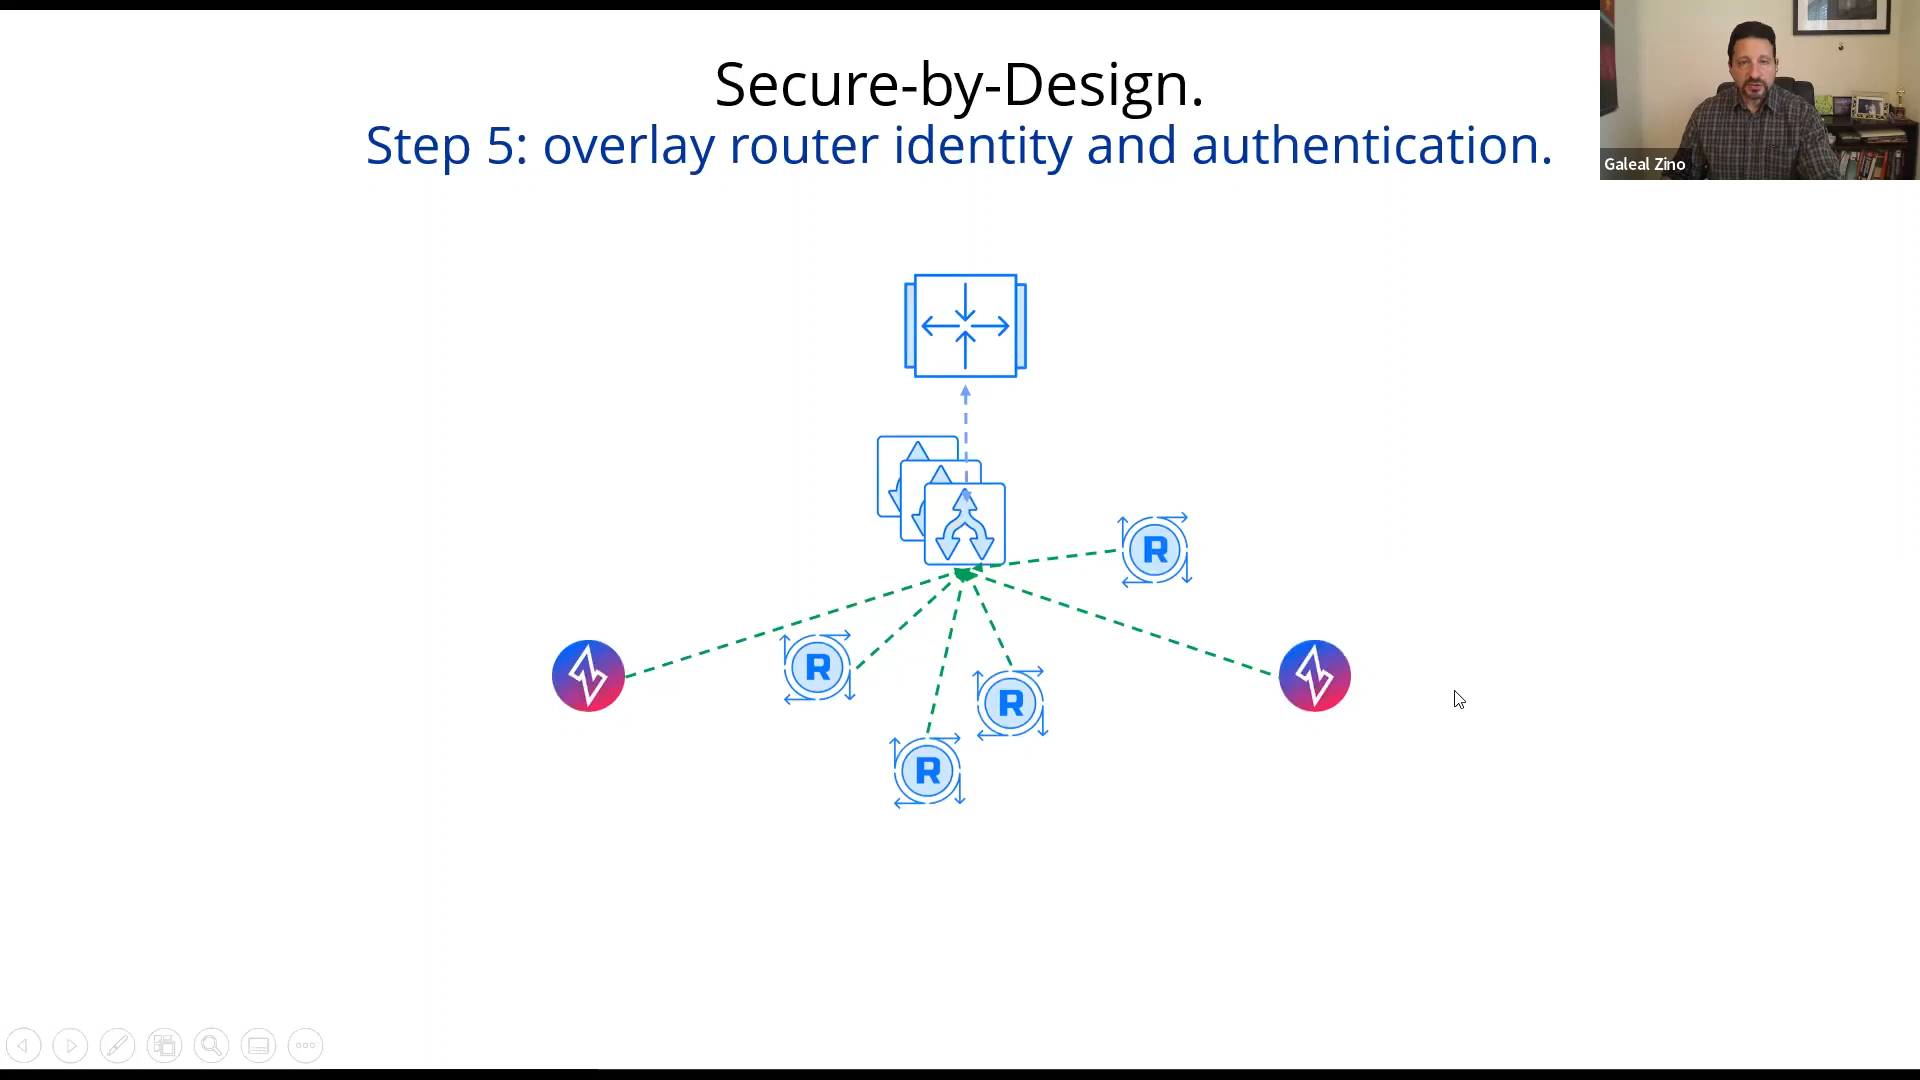 Secure-by-Design.
Step 5: overlay router identity and authentication.
Galeal Zino
R
R
R
R